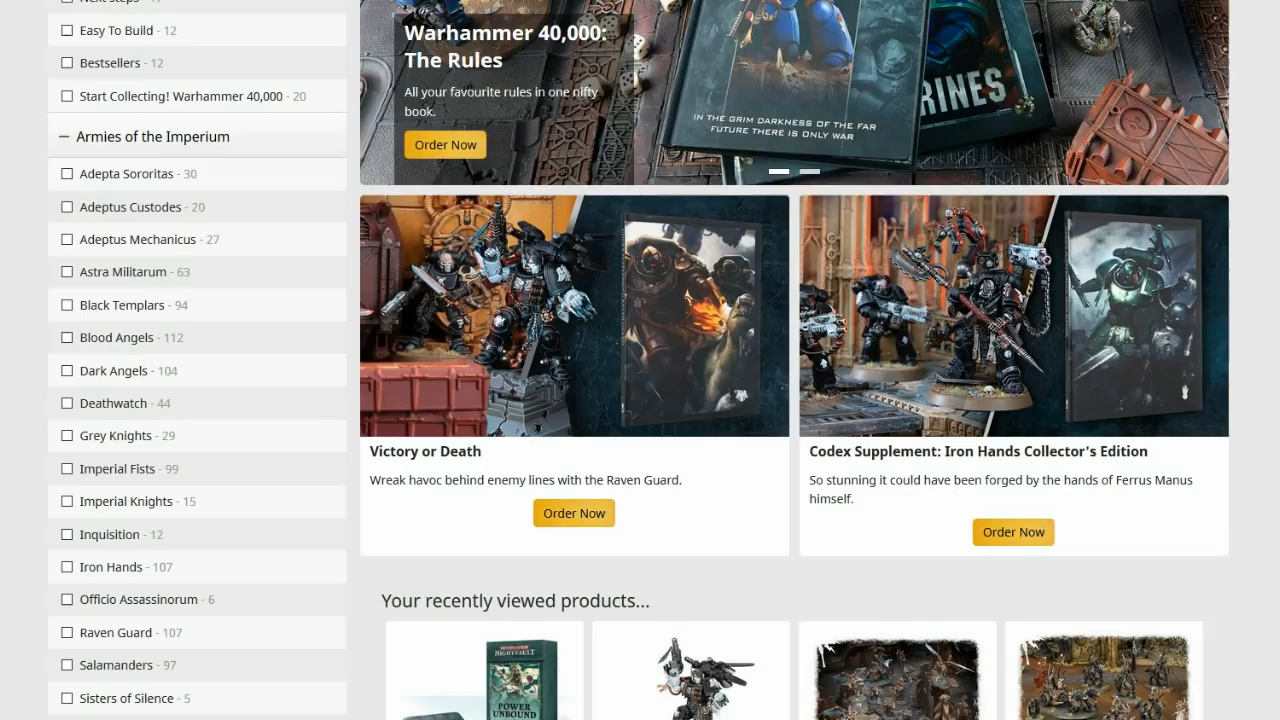 Easy To Build - 12
Bestsellers - 12
Start Collecting! Warhammer 40,000 - 20
Armies of the Imperium
Adepta Sororitas - 30
Adeptus Custodes - 20
Adeptus Mechanicus - 27
Astra Militarum - 63
Black Templars - 94
Blood Angels - 112
Dark Angels - 104
Deathwatch - 44
Grey Knights - 29
Imperial Fists - 99
Imperial Knights - 15
Inquisition - 12
Iron Hands - 107
Officio Assassinorum - 6
Raven Guard - 107
Salamanders - 97
Sisters of Silence - 5
Warhammer 40,000:
The Rules
All your favourite rules in one nifty
book.
Order Now
IN THE GRIM DARKNESS OF THE FAR
FUTURE THERE IS ONLY WAR
RINES
Victory or Death
Wreak havoc behind enemy lines with the Raven Guard.
Order Now
Codex Supplement: Iron Hands Collector's Edition
So stunning it could have been forged by the hands of Ferrus Manus
himself.
Order Now
Your recently viewed products...
NIGHTVAULT
POWER
UNBOUND